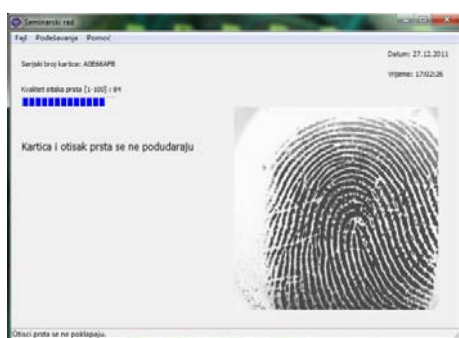 Seminarski rad
Fajl Podešavanja Pomoć
Datum: 27.12.2011
Serijski broj kartice: A0E66AFB
Vrijeme: 17:02:26
Kvalitet otiska prsta [1-100] : 84
Kartica i otisak prsta se ne podudaraju
Otisci prsta se ne poklapaju.